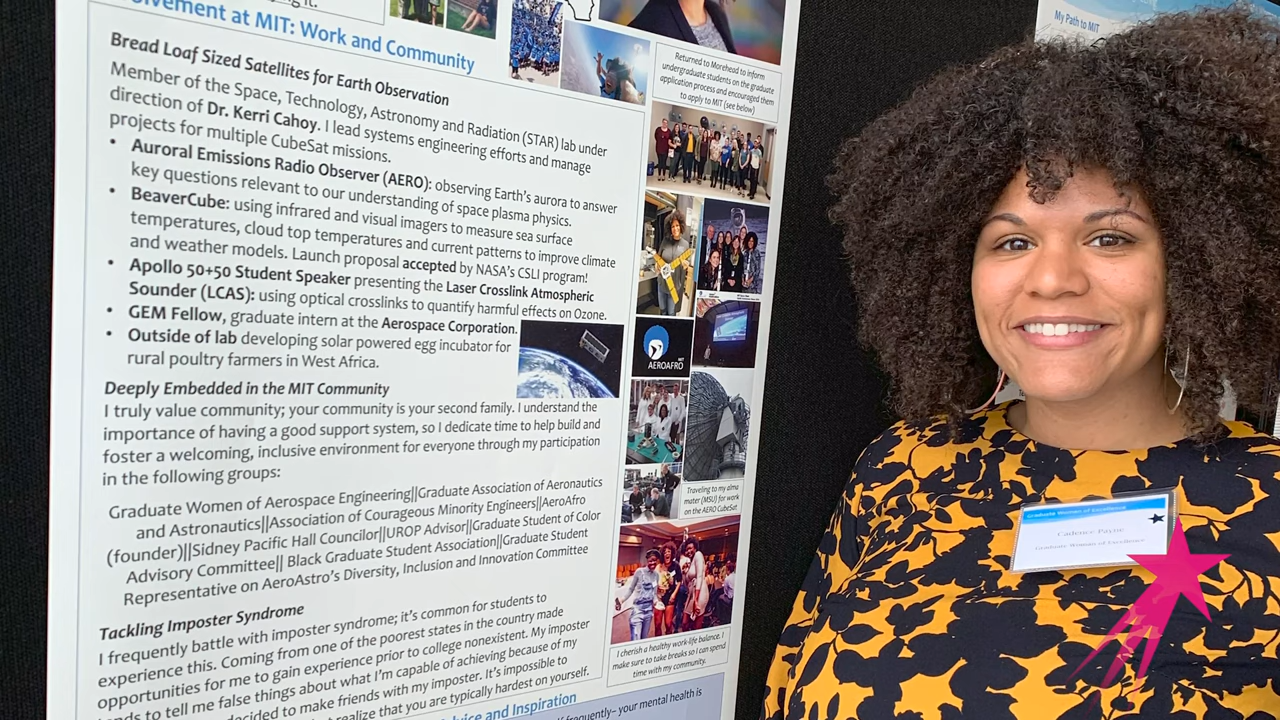 ing it.
olvement at MIT: Work and Community
Bread Loaf Sized Satellites for Earth Observation
Member of the Space, Technology, Astronomy and Radiation (STAR) lab under
direction of Dr. Kerri Cahoy. I lead systems engineering efforts and manage
projects for multiple CubeSat missions.
• Auroral Emissions Radio Observer (AERO): observing Earth's aurora to answer
key questions relevant to our understanding of space plasma physics.
• BeaverCube: using infrared and visual imagers to measure sea surface
temperatures, cloud top temperatures and current patterns to improve climate
and weather models. Launch proposal accepted by NASA's CSLI program!
• Apollo 50+50 Student Speaker presenting the Laser Crosslink Atmospheric
Sounder (LCAS): using optical crosslinks to quantify harmful effects on Ozone.
• GEM Fellow, graduate intern at the Aerospace Corporation.
• Outside of lab developing solar powered egg incubator for
rural poultry farmers in West Africa.
Deeply Embedded in the MIT Community
I truly value community; your community is your second family. I understand the
importance of having a good support system, so I dedicate time to help build and
foster a welcoming, inclusive environment for everyone through my participation
in the following groups:
Graduate Women of Aerospace Engineering||Graduate Association of Aeronautics
and Astronautics||Association of Courageous Minority Engineers||AeroAfro
(founder)||Sidney Pacific Hall Councilor||UROP Advisor||Graduate Student of Color
Advisory Committee|| Black Graduate Student Association||Graduate Student
Representative on AeroAstro's Diversity, Inclusion and Innovation Committee
Tackling Imposter Syndrome
I frequently battle with imposter syndrome; it's common for students to
experience this. Coming from one of the poorest states in the country made
opportunities for me to gain experience prior to college nonexistent. My imposter
tends to tell me false things about what I'm capable of achieving because of my
decided to make friends with my imposter. It's impossible to
realize that you are typically hardest on yourself.
dvice and Inspiration
frequently– your mental health is
Returned to Morehead to inform
undergraduate students on the graduate
application process and encouraged them
to apply to MIT (see below)
MIT
AEROAFRO
Traveling to my alma
mater (MSU) for work
on the AERO CubeSat
I cherish a healthy work-life balance. I
make sure to take breaks so I can spend
time with my community.
My Path to MIT
Graduate Women of Excellence
Cadence Payne
Graduate Women of Excellence